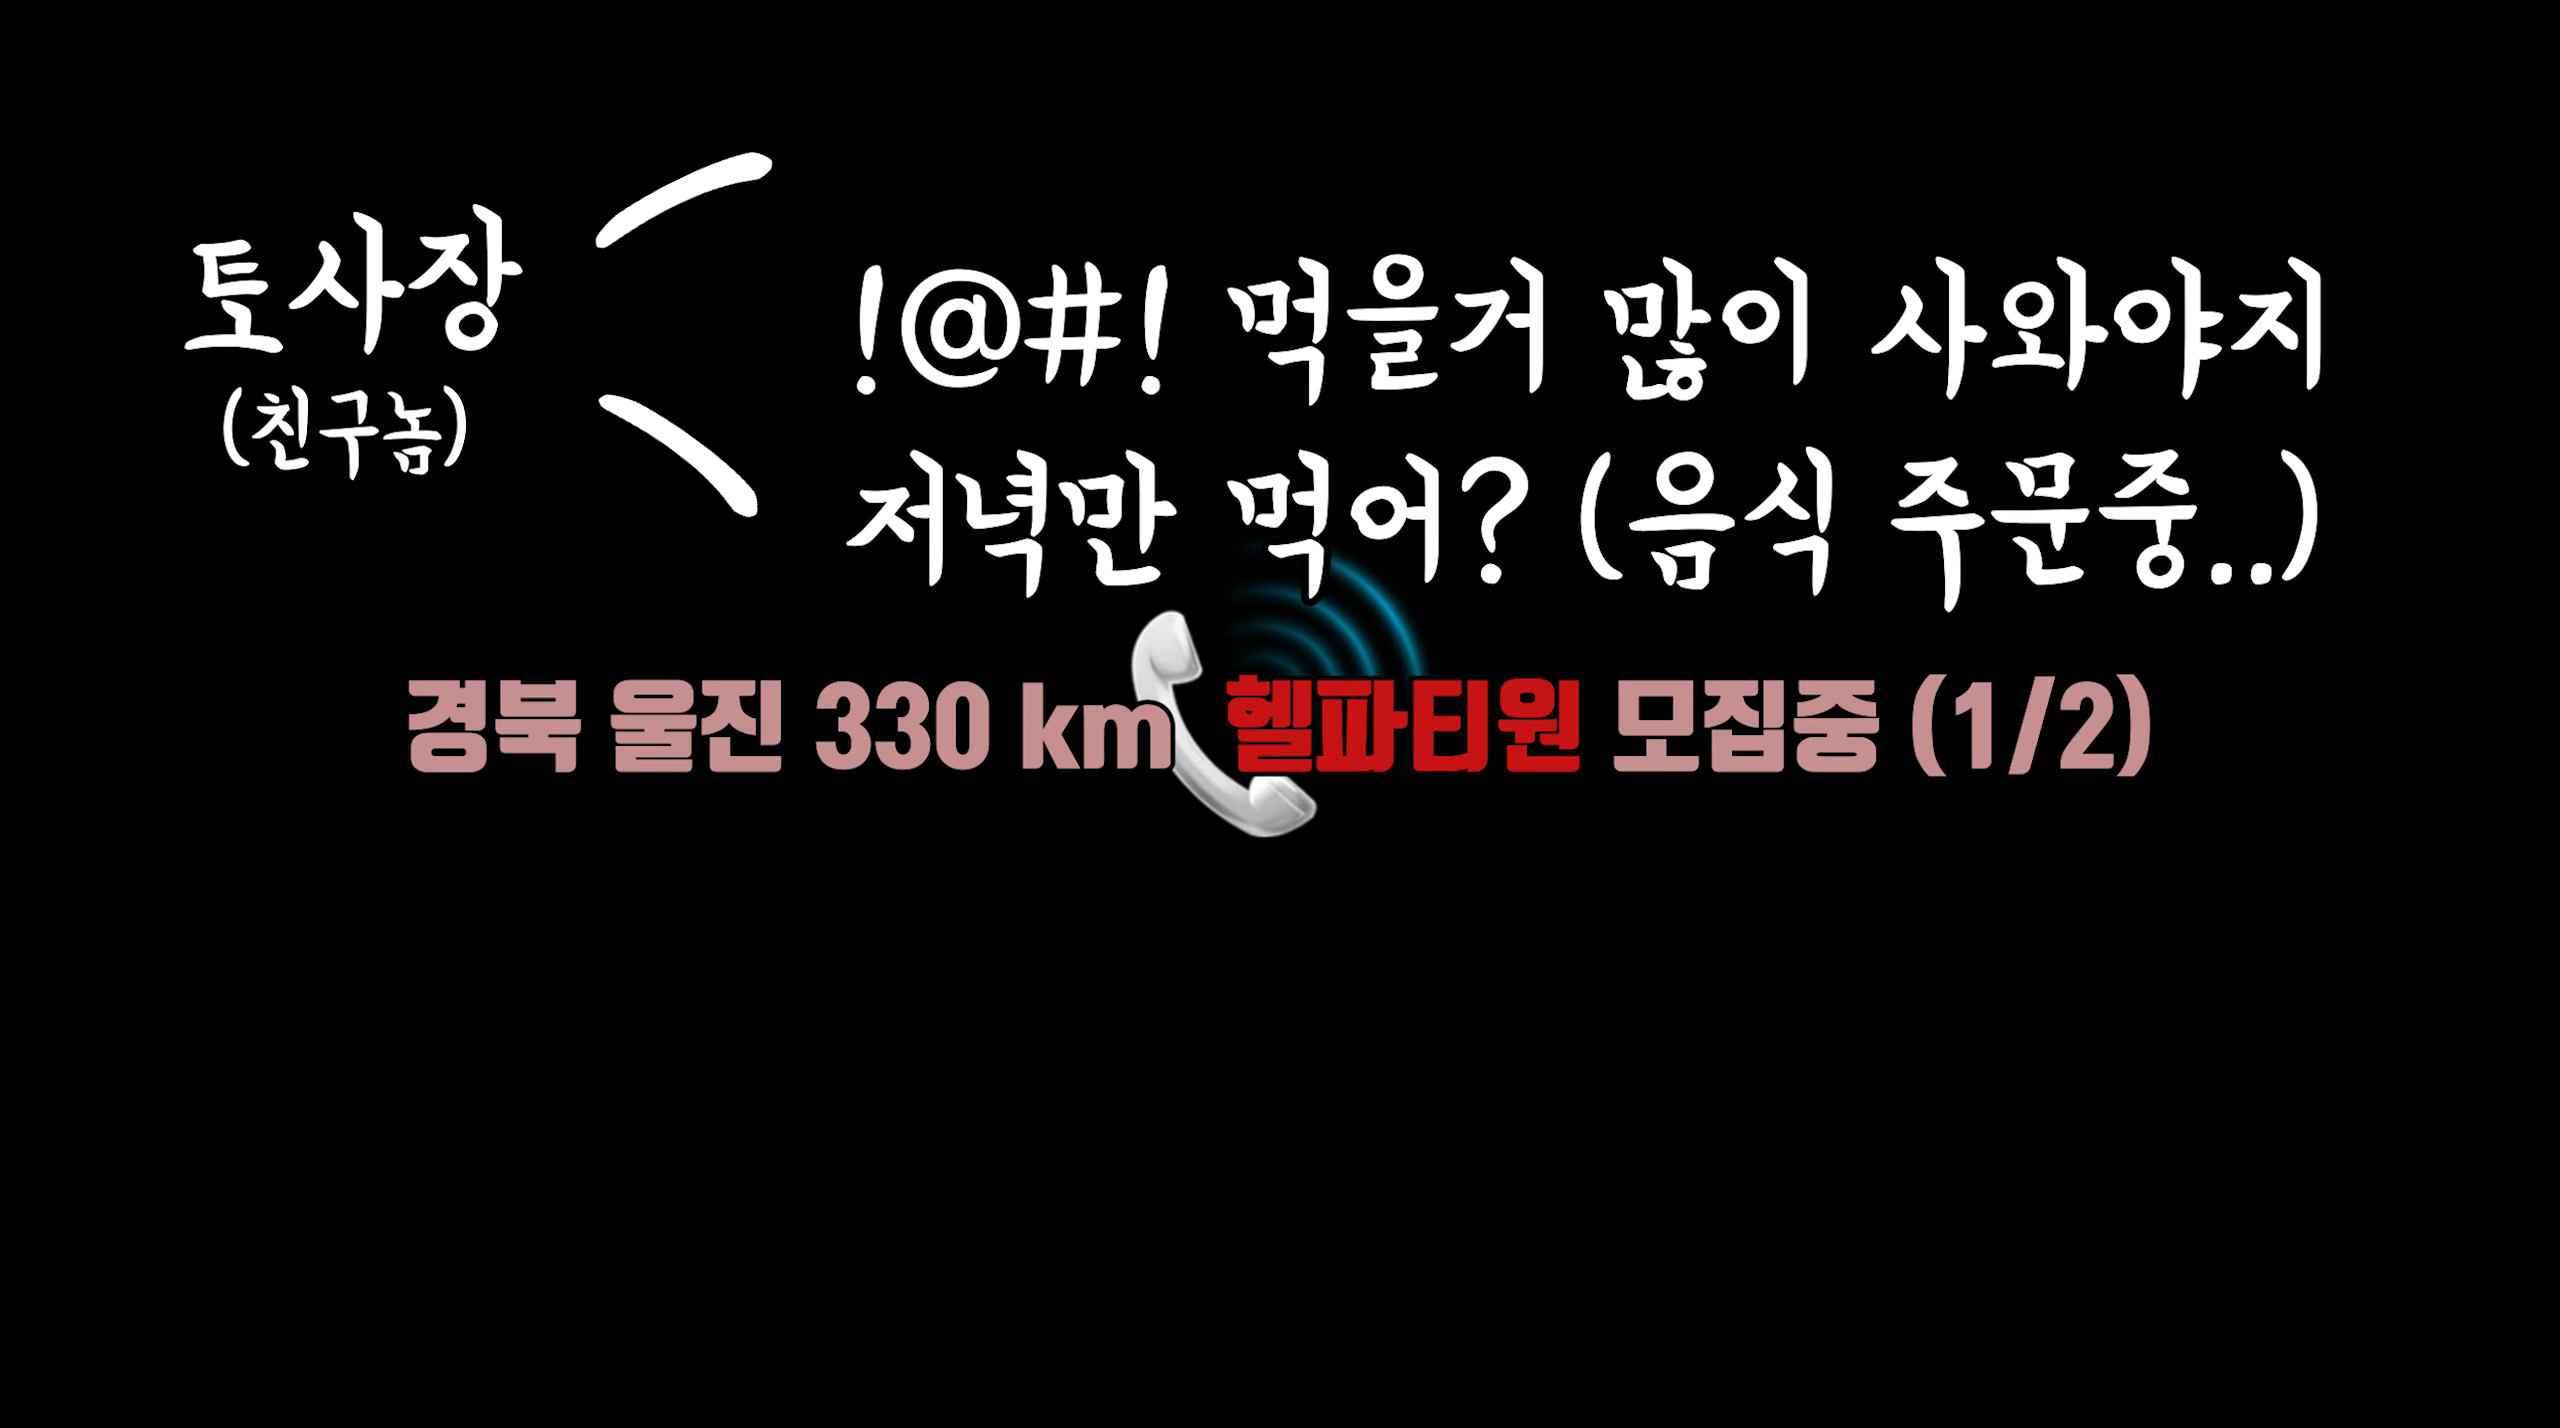 토사장
(친구놈)
!@#! 먹을거 많이 사와야지
저녁만 먹어? (음식 주문중..)
경북 울진 330 km 헬파티원 모집중 (1/2)